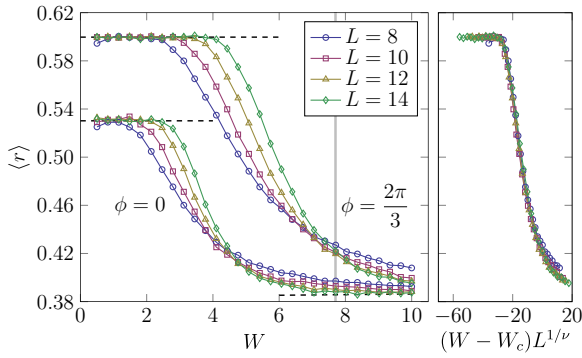 0.62
0.58
0.54
0.50
0.46
0.42
0.38
⟨r⟩
L = 8
L = 10
L = 12
L = 14
ϕ = 0
ϕ = 2π/3
0 2 4 6 8 10
W
−60 −20 20
(W − W_c)L^{1/ν}